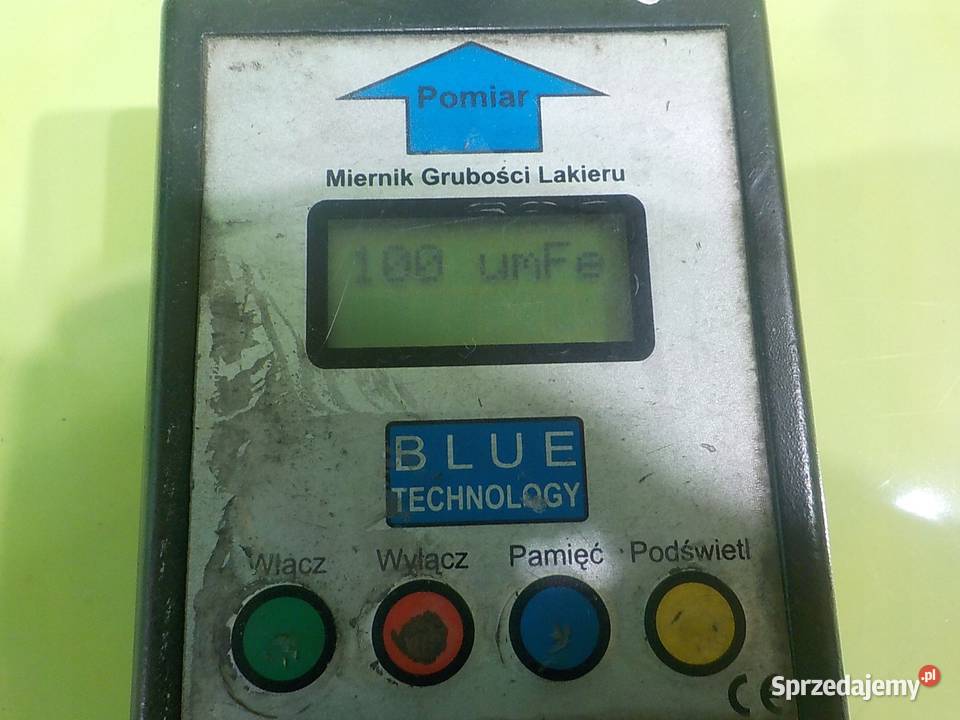 Pomiar
Miernik Grubości Lakieru
100 umFe
BLUE
TECHNOLOGY
Włącz Wyłącz Pamięć Podświetl
CE
Sprzedajemy.pl